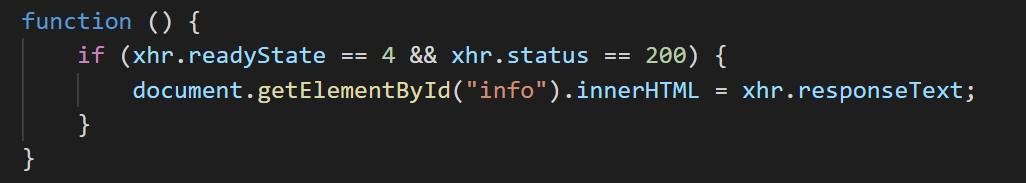 function () {
    if (xhr.readyState == 4 && xhr.status == 200) {
        document.getElementById("info").innerHTML = xhr.responseText;
    }
}